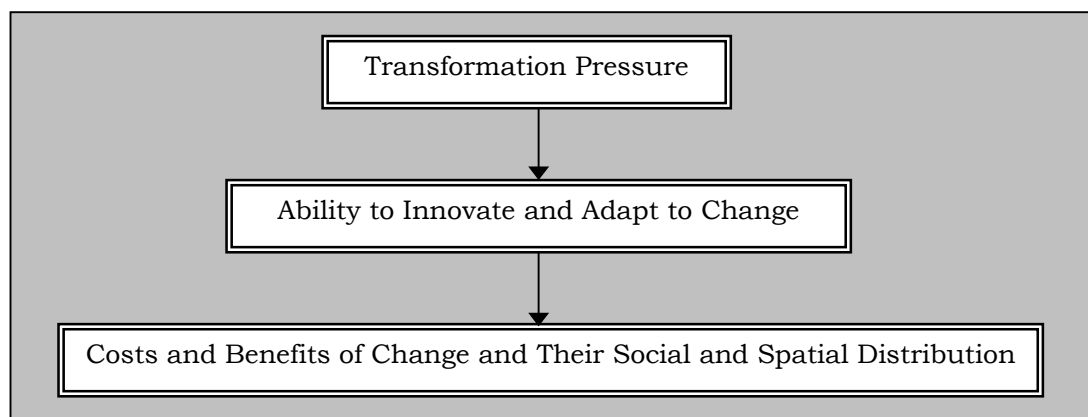 Transformation Pressure
Ability to Innovate and Adapt to Change
Costs and Benefits of Change and Their Social and Spatial Distribution